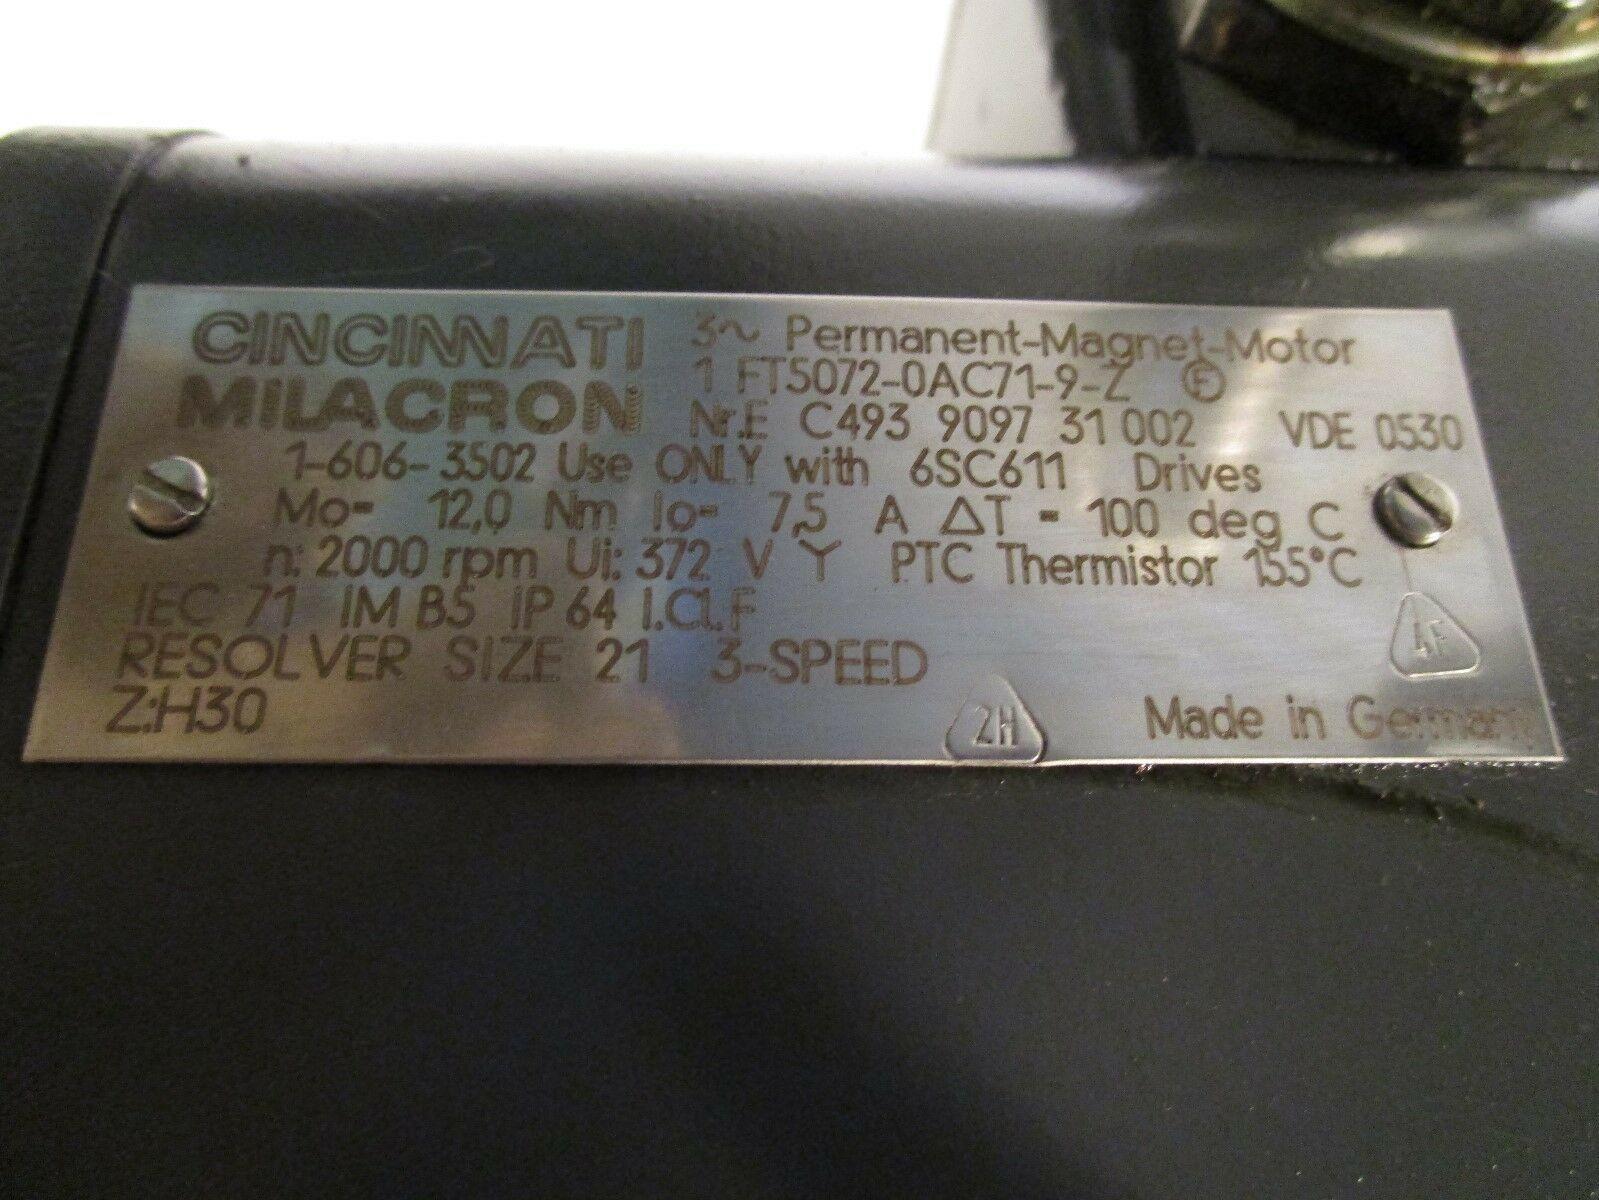 CINCINNATI
MILACRON
3~ Permanent-Magnet-Motor
1 FT5072-0AC71-9-Z Ⓕ
Nr.E C493 9097 31 002 VDE 0530
1-606-3502 Use ONLY with 6SC611 Drives
Mo= 12,0 Nm Io= 7,5 A ΔT = 100 deg C
n: 2000 rpm Ui: 372 V Y PTC Thermistor 155°C
IEC 71 IM B5 IP 64 I.Cl.F
RESOLVER SIZE 21 3-SPEED
4F
Z:H30
2H
Made in Germany